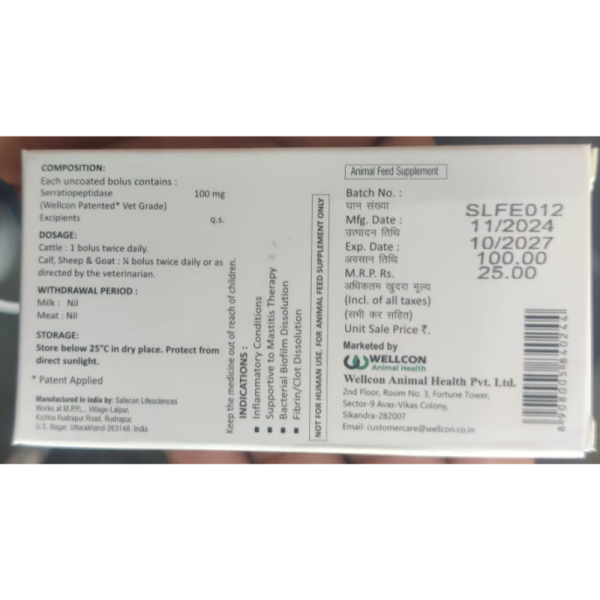 COMPOSITION:
Each uncoated bolus contains :
Serratiopeptidase 100 mg
(Wellcon Patented* Vet Grade)
Excipients q.s.
DOSAGE:
Cattle : 1 bolus twice daily.
Calf, Sheep & Goat : ¼ bolus twice daily or as
directed by the veterinarian.
WITHDRAWAL PERIOD :
Milk : Nil
Meat : Nil
STORAGE:
Store below 25°C in dry place. Protect from
direct sunlight.
* Patent Applied
Manufactured in India by: Safecon Lifesciences
Works at M.P.P.L., Village-Lalpur,
Kichha Rudrapur Road, Rudrapur,
U.S. Nagar, Uttarakhand-263148, India
Keep the medicine out of reach of children.
INDICATIONS :
■ Inflammatory Conditions
■ Supportive to Mastitis Therapy
■ Bacterial Biofilm Dissolution
■ Fibrin/Clot Dissolution
NOT FOR HUMAN USE. FOR ANIMAL FEED SUPPLEMENT ONLY
Animal Feed Supplement
Batch No. : SLFE012
घान संख्या
Mfg. Date : 11/2024
उत्पादन तिथि
Exp. Date : 10/2027
अवसान तिथि
M.R.P. Rs. 100.00
अधिकतम खुदरा मूल्य
(Incl. of all taxes)
(सभी कर सहित)
Unit Sale Price ₹. 25.00
Marketed by
WELLCON
Animal Health
Wellcon Animal Health Pvt. Ltd.
2nd Floor, Room No. 3, Fortune Tower,
Sector-9 Avas-Vikas Colony,
Sikandra-282007
Email: customercare@wellcon.co.in
8 908005 840244